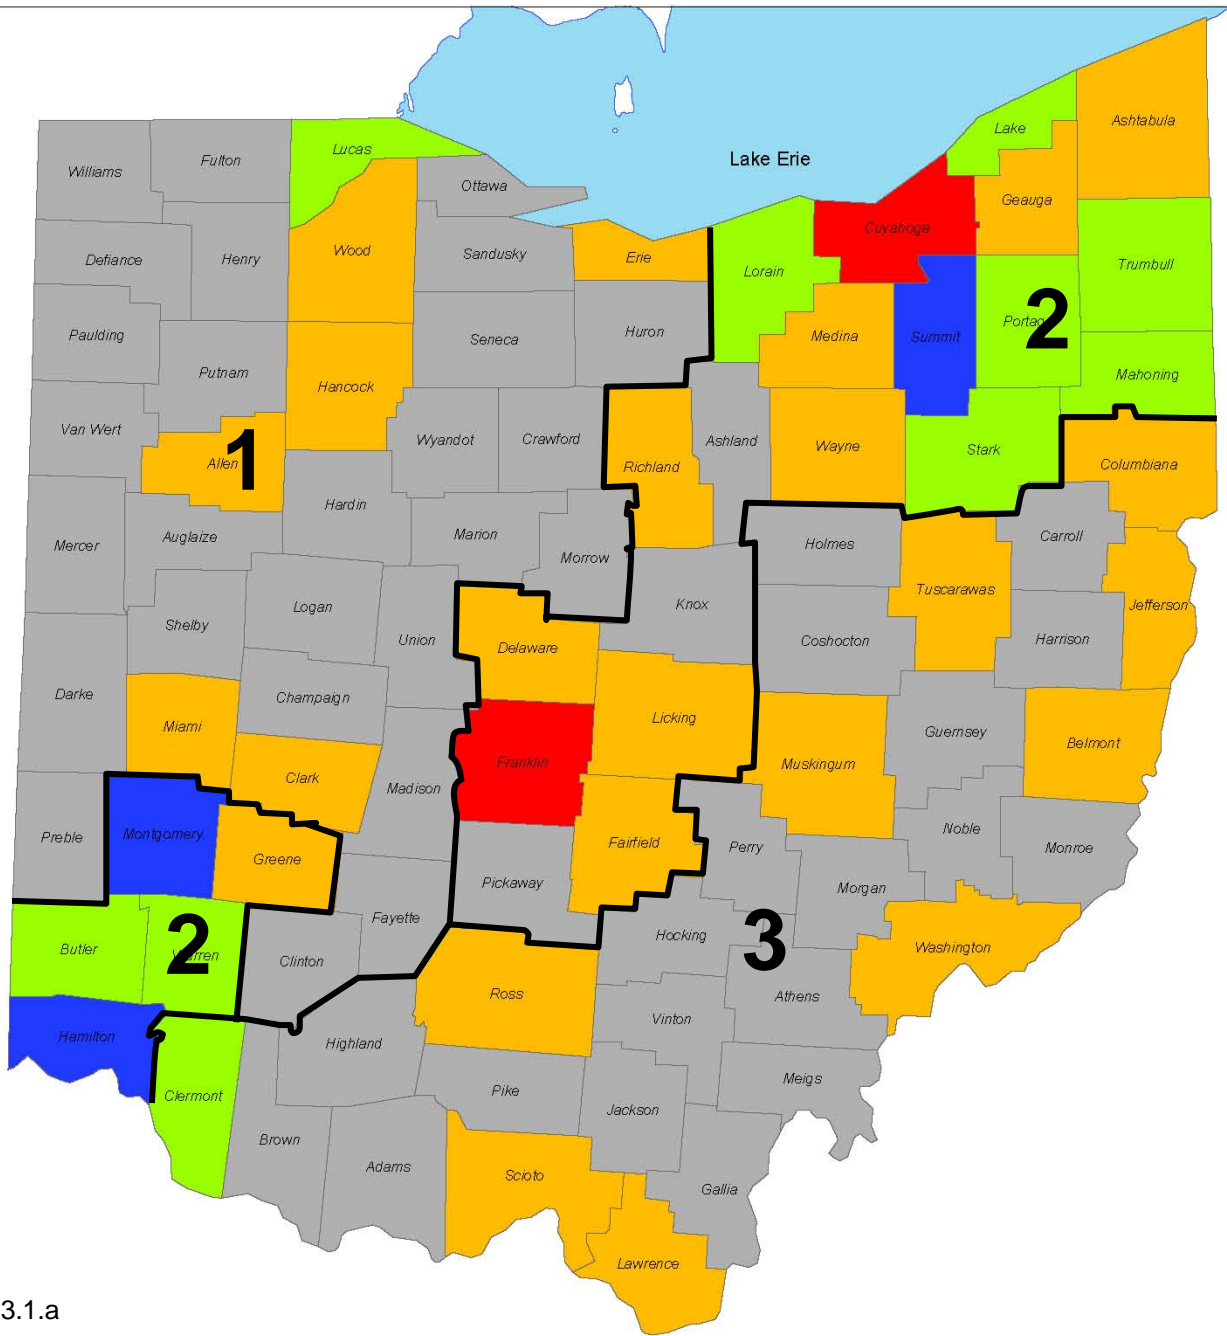 Ashtabula
Lake
Lucas
Lake Erie
Fulton
Williams
Ottawa
Geauga
Cuyahoga
Wood
Sandusky
Erie
Defiance
Henry
Lorain
Trumbull
Portag
2
Paulding
Seneca
Huron
Medina
Summit
Putnam
Hancock
Mahoning
Van Wert
Wyandot
Crawford
Ashland
Wayne
Stark
Allen
1
Richland
Columbiana
Hardin
Mercer
Auglaize
Marion
Morrow
Holmes
Carroll
Tuscarawas
Logan
Knox
Jefferson
Shelby
Union
Delaware
Coshocton
Harrison
Darke
Champaign
Licking
Miami
Guernsey
Belmont
Clark
Franklin
Muskingum
Madison
Preble
Montgomery
Greene
Fairfield
Perry
Noble
Monroe
Pickaway
Morgan
Fayette
Butler
2
rren
Clinton
Hocking
3
Washington
Ross
Athens
Vinton
Hamilton
Highland
Clermont
Pike
Meigs
Jackson
Brown
Adams
Scioto
Gallia
Lawrence
3.1.a